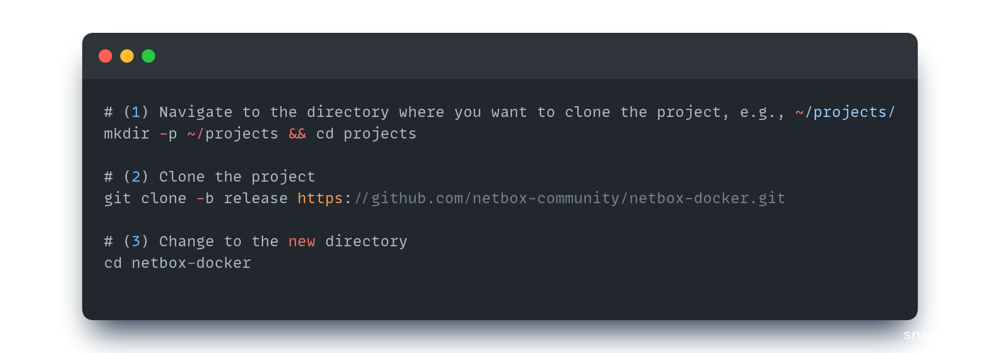 # (1) Navigate to the directory where you want to clone the project, e.g., ~/projects/
mkdir -p ~/projects && cd projects
# (2) Clone the project
git clone -b release https://github.com/netbox-community/netbox-docker.git
# (3) Change to the new directory
cd netbox-docker